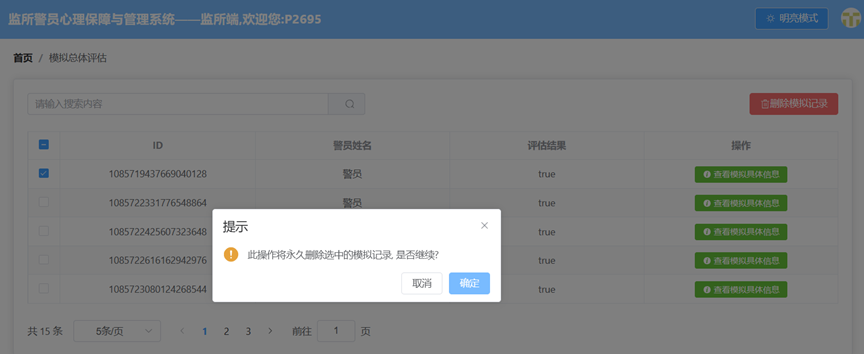 监所警员心理保障与管理系统——监所端,欢迎您:P2695
明亮模式
首页 / 模拟总体评估
请输入搜索内容
删除模拟记录
ID 警员姓名 评估结果 操作
1085719437669040128 警员 true 查看模拟具体信息
1085722331776548864 警员 true 查看模拟具体信息
1085722425607323648 true 查看模拟具体信息
1085722616162942976 true 查看模拟具体信息
1085723080124268544 true 查看模拟具体信息
提示
此操作将永久删除选中的模拟记录, 是否继续?
取消 确定
共 15 条 5条/页 1 2 3 前往 1 页